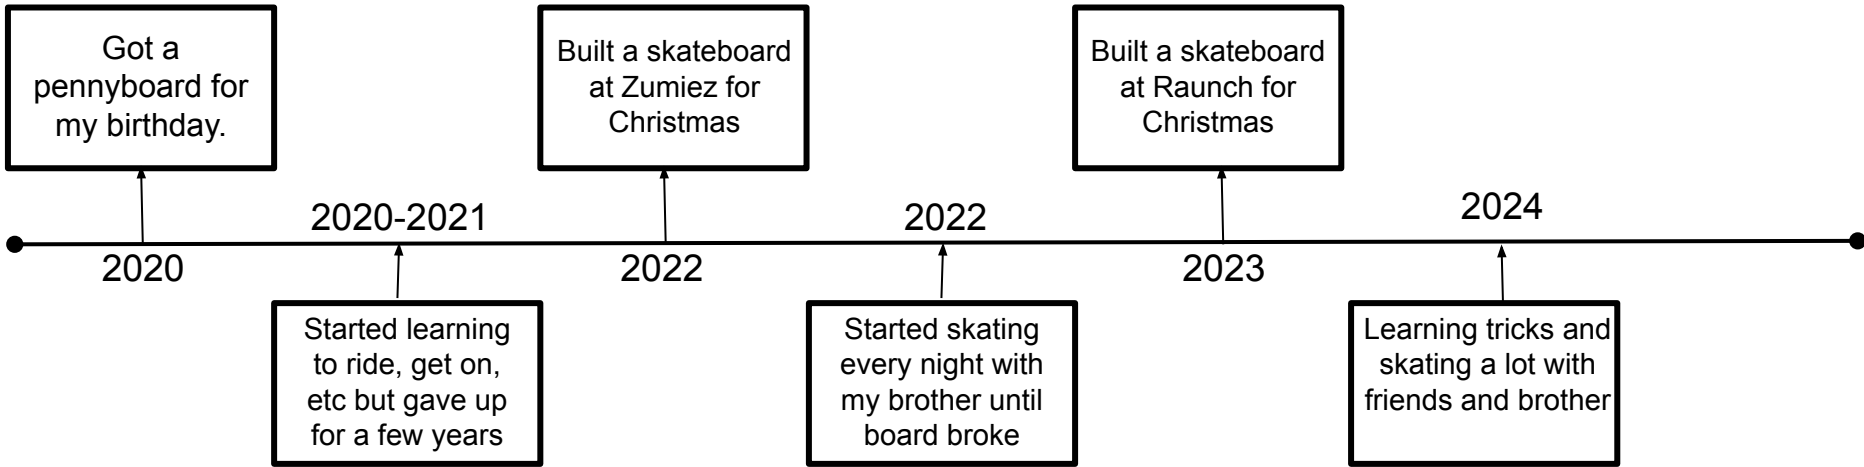 Got a
pennyboard for
my birthday.
Built a skateboard
at Zumiez for
Christmas
Built a skateboard
at Raunch for
Christmas
2020-2021
2022
2024
2020
2022
2023
Started learning
to ride, get on,
etc but gave up
for a few years
Started skating
every night with
my brother until
board broke
Learning tricks and
skating a lot with
friends and brother